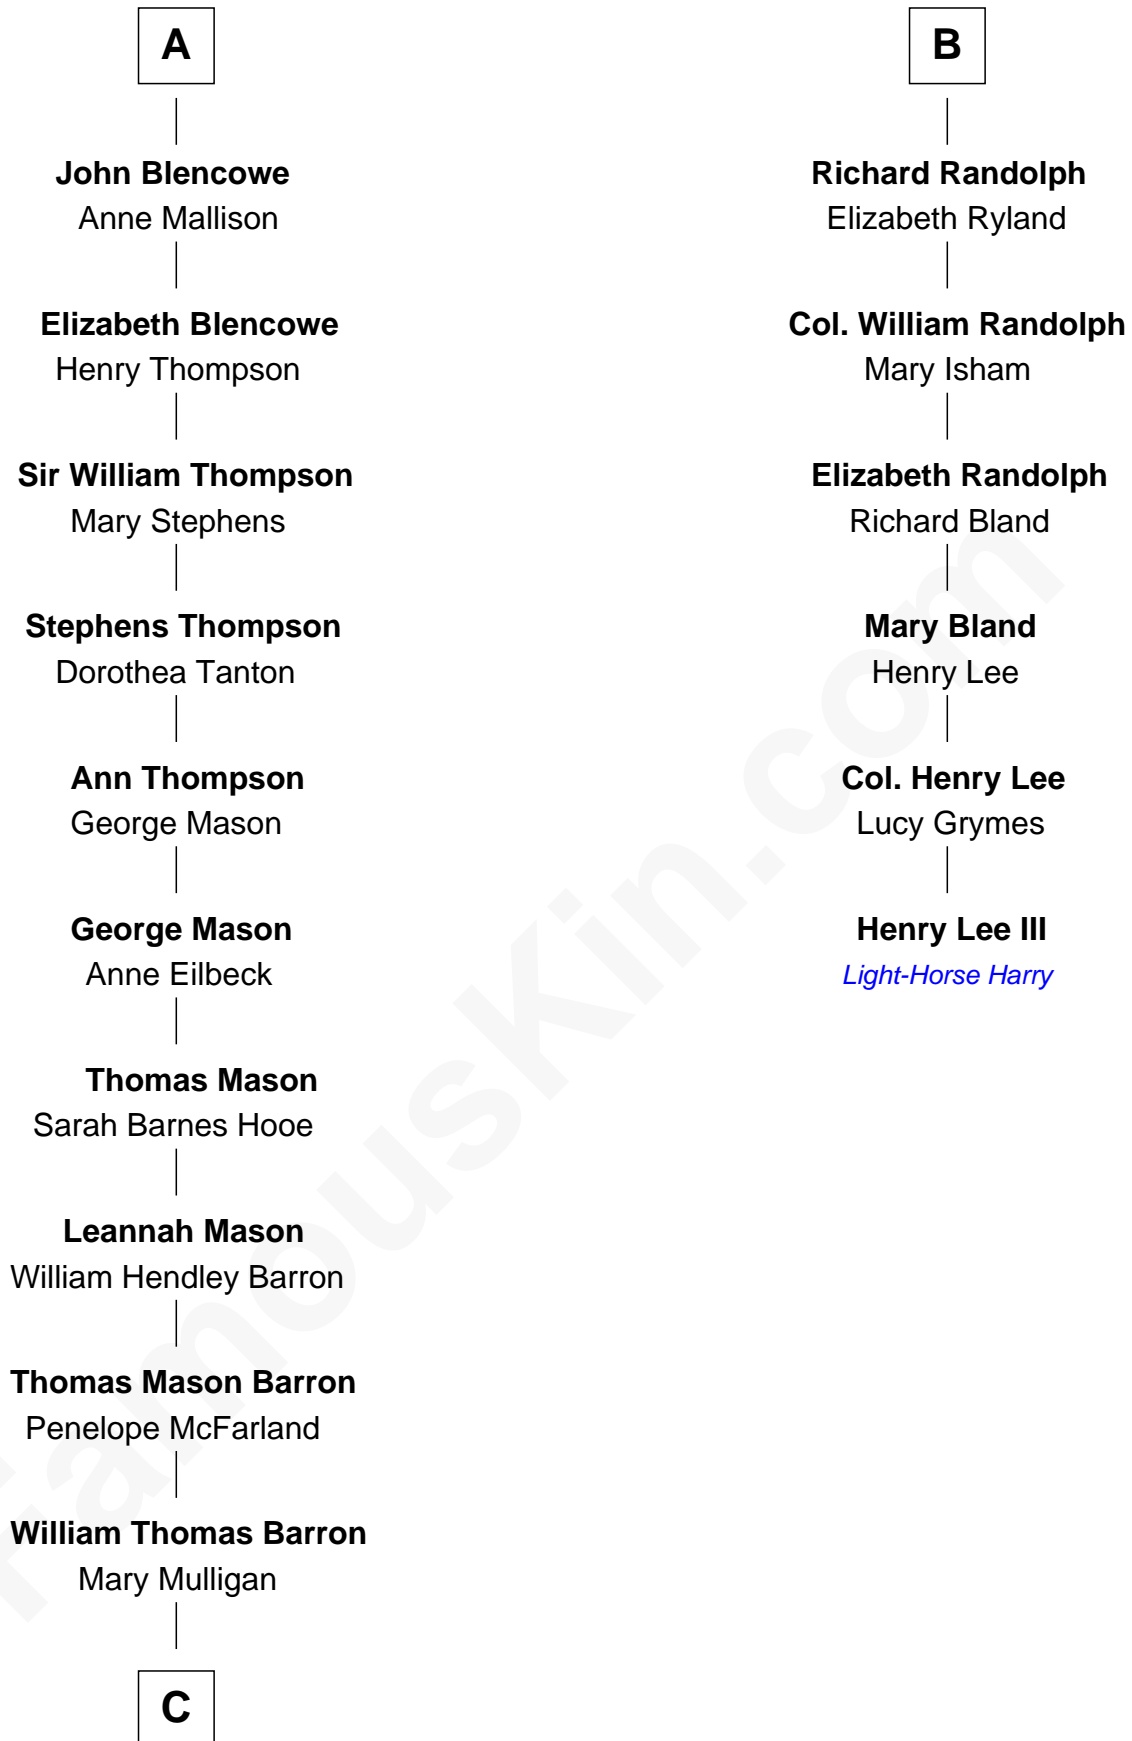 A
John Blencowe
Anne Mallison
Elizabeth Blencowe
Henry Thompson
Sir William Thompson
Mary Stephens
Stephens Thompson
Dorothea Tanton
Ann Thompson
George Mason
George Mason
Anne Eilbeck
Thomas Mason
Sarah Barnes Hooe
Leannah Mason
William Hendley Barron
Thomas Mason Barron
Penelope McFarland
William Thomas Barron
Mary Mulligan
C
B
Richard Randolph
Elizabeth Ryland
Col. William Randolph
Mary Isham
Elizabeth Randolph
Richard Bland
Mary Bland
Henry Lee
Col. Henry Lee
Lucy Grymes
Henry Lee III
Light-Horse Harry
FamousKin.com